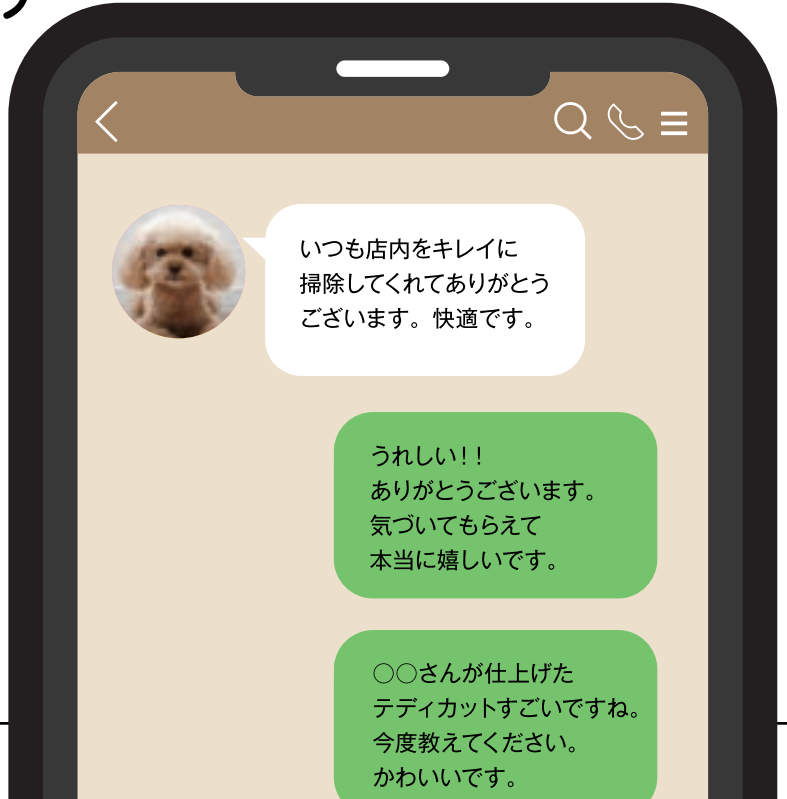 いつも店内をキレイに
掃除してくれてありがとう
ございます。快適です。
うれしい！！
ありがとうございます。
気づいてもらえて
本当に嬉しいです。
○○さんが仕上げた
テディカットすごいですね。
今度教えてください。
かわいいです。